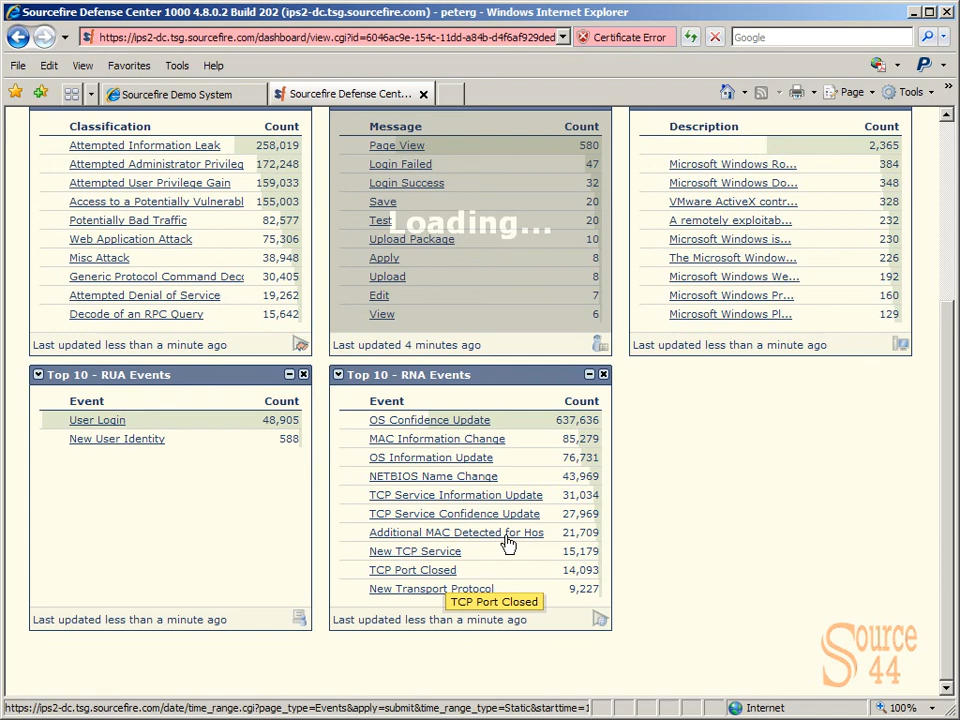 Sourcefire Defense Center 1000 4.8.0.2 Build 202 (ips2-dc.tsg.sourcefire.com) - peterg - Windows Internet Explorer
https://ips2-dc.tsg.sourcefire.com/dashboard/view.cgi?id=6046ac9e-154c-11dd-a84b-d4f6af929ded
Certificate Error
Google
File Edit View Favorites Tools Help
Sourcefire Demo System
Sourcefire Defense Cent...
Page
Tools
Classification Count
Attempted Information Leak 258,019
Attempted Administrator Privileg 172,248
Attempted User Privilege Gain 159,033
Access to a Potentially Vulnerabl 155,003
Potentially Bad Traffic 82,577
Web Application Attack 75,306
Misc Attack 38,948
Generic Protocol Command Deco 30,405
Attempted Denial of Service 19,262
Decode of an RPC Query 15,642
Last updated less than a minute ago
Message Count
Page View 580
Login Failed 47
Login Success 32
Save 20
Test 20
Loading...
Upload Package 10
Apply 8
Upload 8
Edit 7
View 6
Last updated 4 minutes ago
Description Count
2,365
Microsoft Windows Ro... 384
Microsoft Windows Do... 348
VMware ActiveX contr... 328
A remotely exploitab... 232
Microsoft Windows is... 230
The Microsoft Window... 226
Microsoft Windows We... 192
Microsoft Windows Pr... 160
Microsoft Windows Pl... 129
Last updated less than a minute ago
Top 10 - RUA Events
Event Count
User Login 48,905
New User Identity 588
Last updated less than a minute ago
Top 10 - RNA Events
Event Count
OS Confidence Update 637,636
MAC Information Change 85,279
OS Information Update 76,731
NETBIOS Name Change 43,969
TCP Service Information Update 31,034
TCP Service Confidence Update 27,969
Additional MAC Detected for Hos 21,709
New TCP Service 15,179
TCP Port Closed 14,093
New Transport Protocol 9,227
TCP Port Closed
Last updated less than a minute ago
Source
44
https://ips2-dc.tsg.sourcefire.com/date/time_range.cgi?page_type=Events&apply=submit&time_range_type=Static&starttime=1
Internet
100%